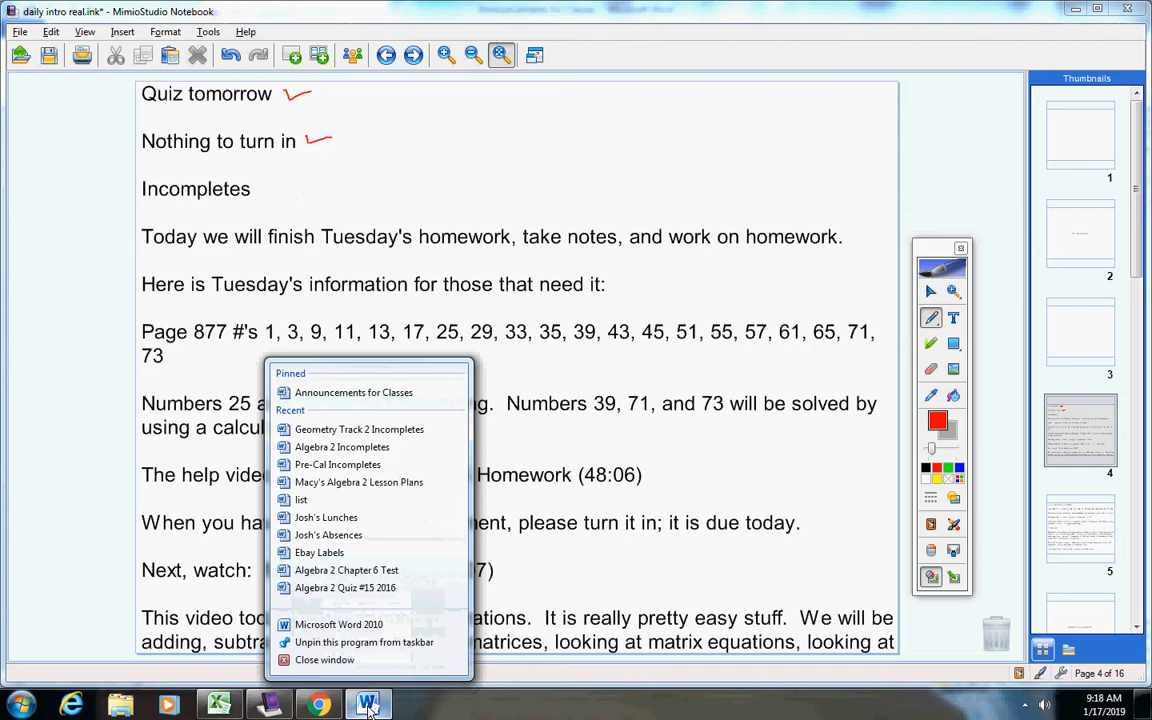 daily intro real.ink* - MimioStudio Notebook
File Edit View Insert Format Tools Help
Quiz tomorrow
Nothing to turn in
Incompletes
Today we will finish Tuesday's homework, take notes, and work on homework.
Here is Tuesday's information for those that need it:
Page 877 #'s 1, 3, 9, 11, 13, 17, 25, 29, 33, 35, 39, 43, 45, 51, 55, 57, 61, 65, 71,
73
Numbers 25 a
g. Numbers 39, 71, and 73 will be solved by
using a calcul
The help vide
Homework (48:06)
When you ha
ment, please turn it in; it is due today.
Next, watch:
7)
This video too
ations. It is really pretty easy stuff. We will be
adding, subtra
matrices, looking at matrix equations, looking at
Pinned
Announcements for Classes
Recent
Geometry Track 2 Incompletes
Algebra 2 Incompletes
Pre-Cal Incompletes
Macy's Algebra 2 Lesson Plans
list
Josh's Lunches
Josh's Absences
Ebay Labels
Algebra 2 Chapter 6 Test
Algebra 2 Quiz #15 2016
Microsoft Word 2010
Unpin this program from taskbar
Close window
Thumbnails
1
2
3
4
5
Page 4 of 16
9:18 AM
1/17/2019